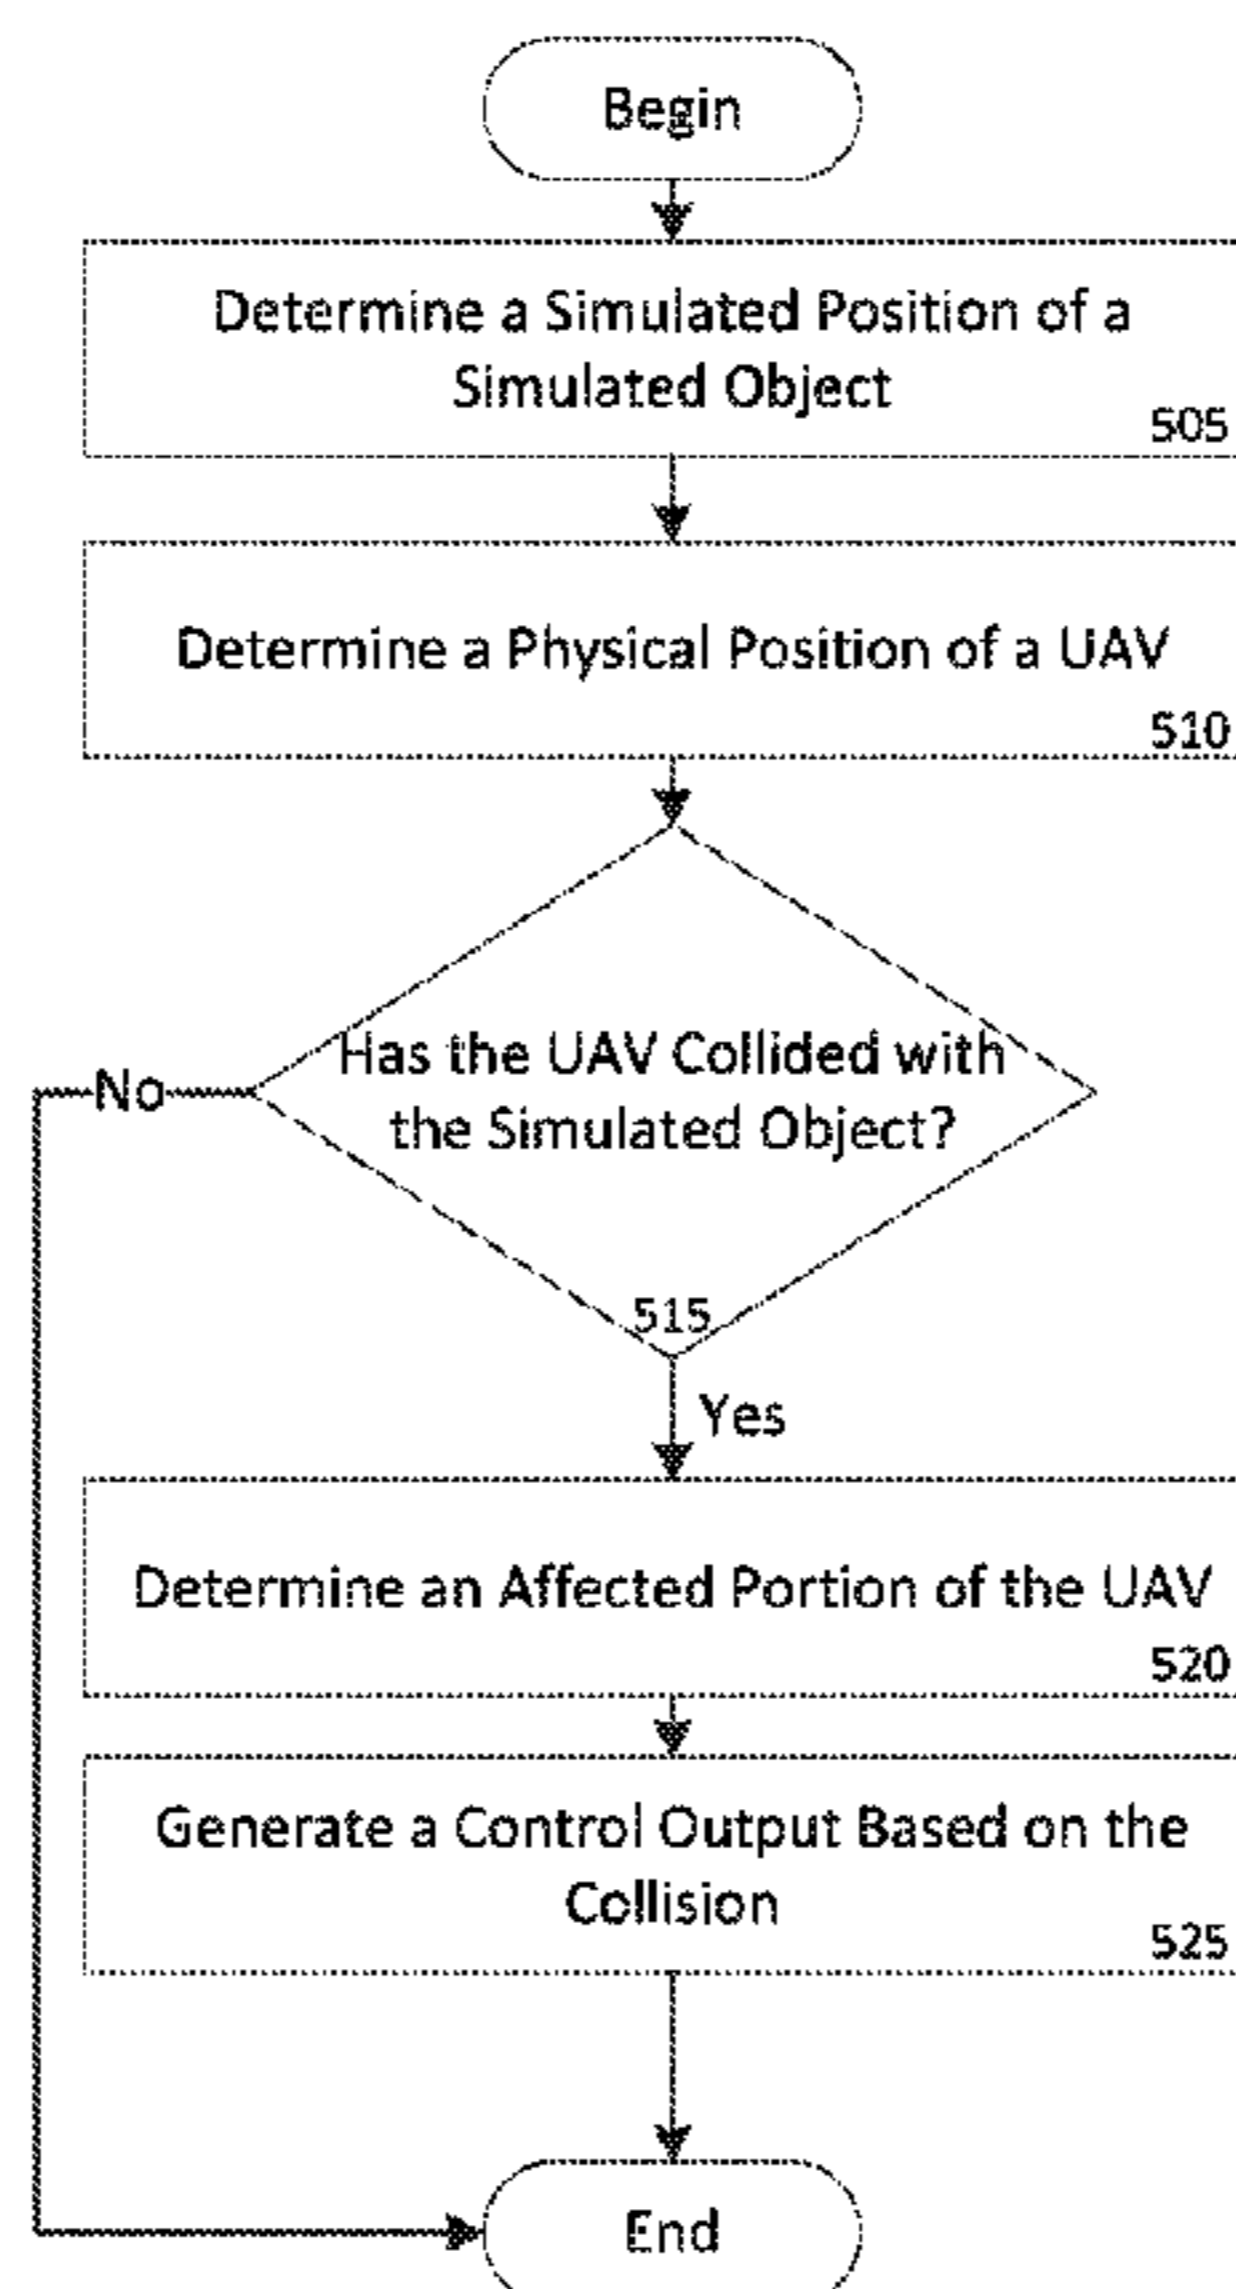 Begin
Determine a Simulated Position of a
Simulated Object
505
Determine a Physical Position of a UAV
510
Has the UAV Collided with
the Simulated Object?
No
515
Yes
Determine an Affected Portion of the UAV
520
Generate a Control Output Based on the
Collision
525
End